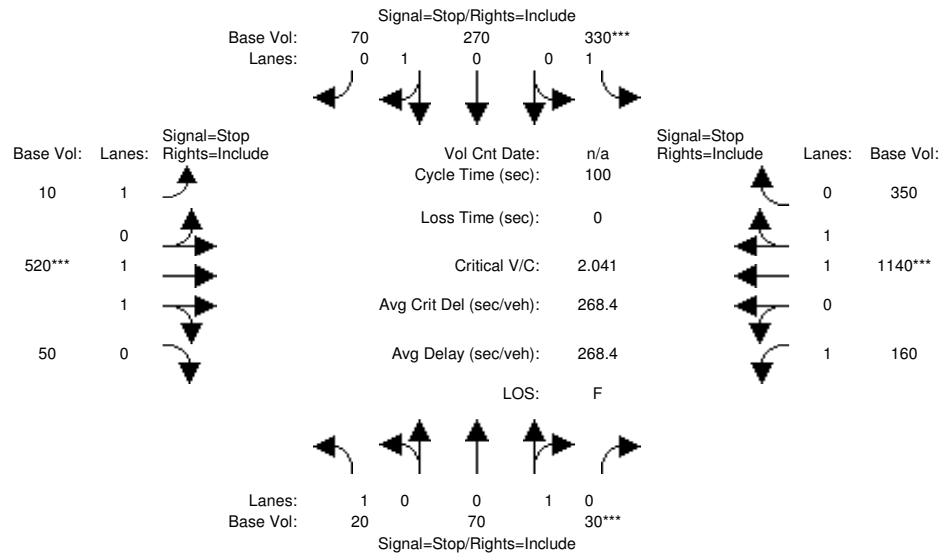 Signal=Stop/Rights=Include
Base Vol: 70 270 330***
Lanes: 0 1 0 0 1
Signal=Stop Signal=Stop
Base Vol: Lanes: Rights=Include Vol Cnt Date: n/a Rights=Include Lanes: Base Vol:
Cycle Time (sec): 100
10 1 0 350
Loss Time (sec): 0
0 1
520*** 1 Critical V/C: 2.041 1 1140***
1 Avg Crit Del (sec/veh): 268.4 0
50 0 Avg Delay (sec/veh): 268.4 1 160
LOS: F
Lanes: 1 0 0 1 0
Base Vol: 20 70 30***
Signal=Stop/Rights=Include